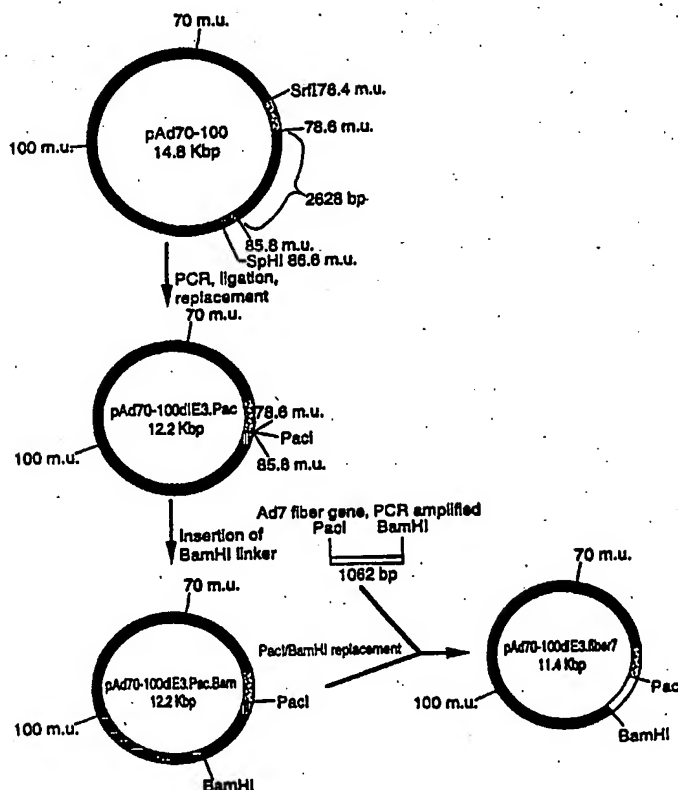 70 m.u.
SrfI78.4 m.u.
pAd70-100
14.8 Kbp
78.6 m.u.
100 m.u.
2628 bp
85.8 m.u.
SpHI 86.6 m.u.
PCR, ligation,
replacement
70 m.u.
pAd70-100dlE3.Pac
12.2 Kbp
78.6 m.u.
PacI
100 m.u.
85.8 m.u.
Insertion of
BamHI linker
Ad7 fiber gene, PCR amplified
PacI BamHI
1062 bp
70 m.u.
70 m.u.
PacI/BamHI replacement
pAd70-100dlE3.Pac.Bam
12.2 Kbp
PacI
100 m.u.
BamHI
pAd70-100dlE3.fiber7
11.4 Kbp
Pac
100 m.u.
BamHI